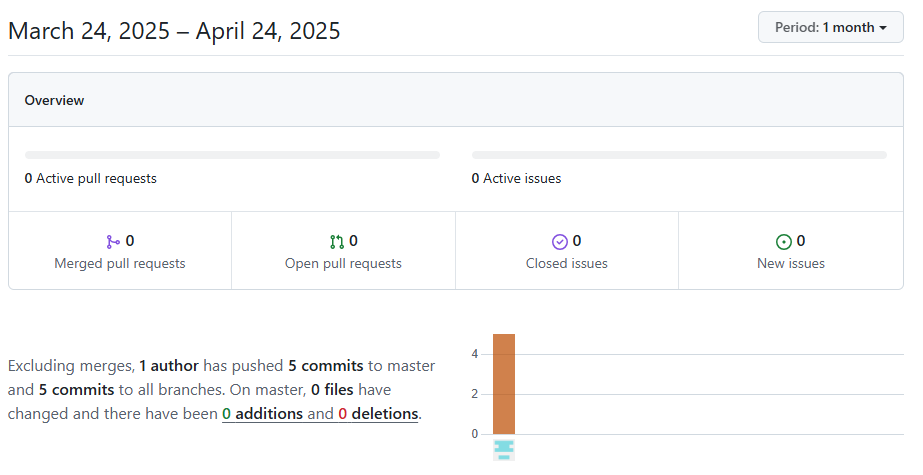 March 24, 2025 – April 24, 2025
Period: 1 month
Overview
0 Active pull requests
0 Active issues
0
Merged pull requests
0
Open pull requests
0
Closed issues
0
New issues
Excluding merges, 1 author has pushed 5 commits to master
and 5 commits to all branches. On master, 0 files have
changed and there have been 0 additions and 0 deletions.
4
2
0